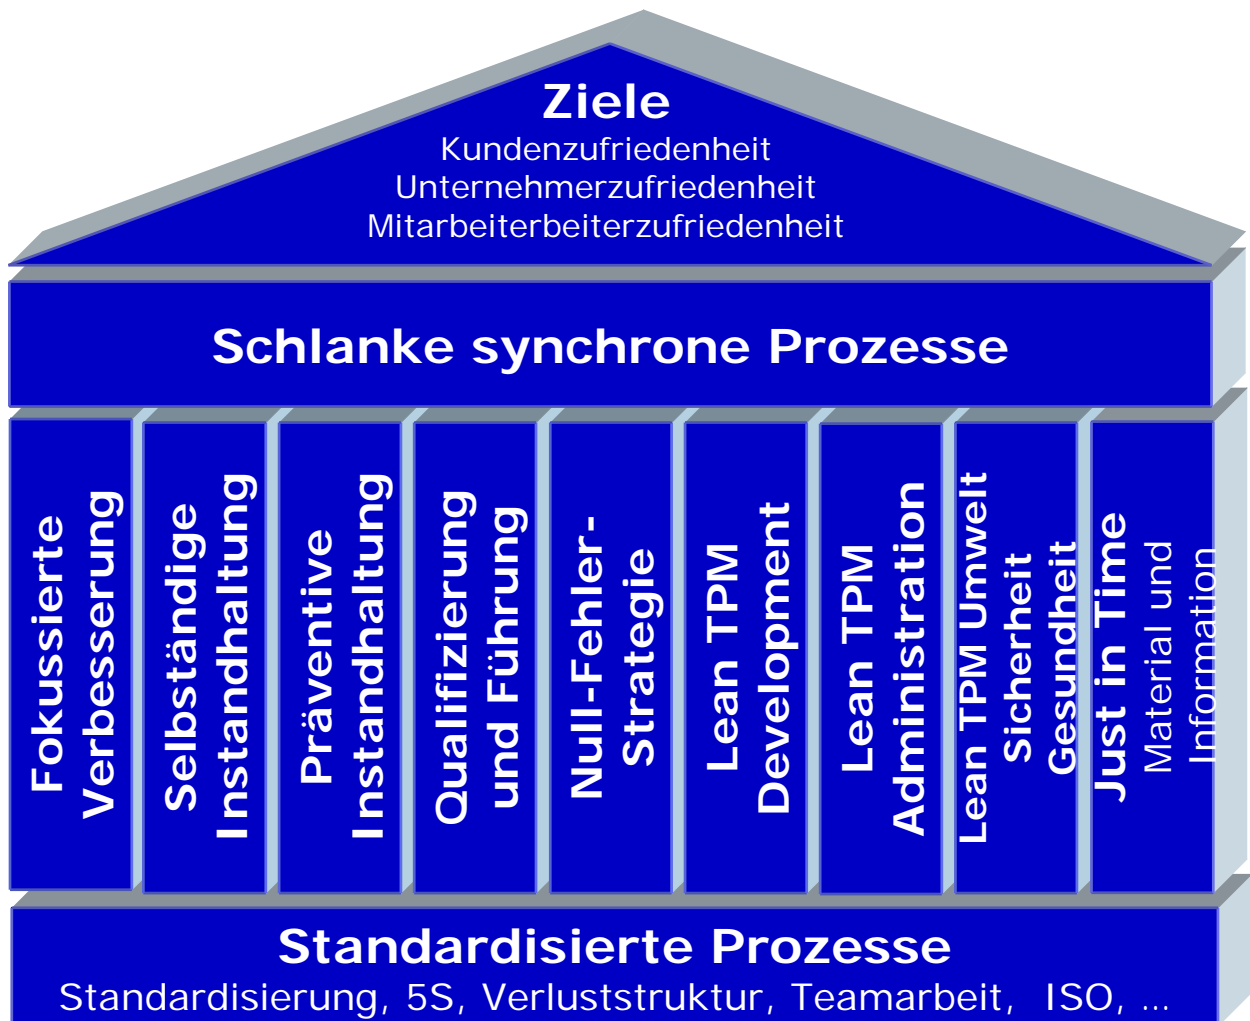 Ziele
Kundenzufriedenheit
Unternehmerzufriedenheit
Mitarbeiterbeiterzufriedenheit
Schlanke synchrone Prozesse
Fokussierte
Verbesserung
Selbständige
Instandhaltung
Präventive
Instandhaltung
Qualifizierung
und Führung
Null-Fehler-
Strategie
Lean TPM
Development
Lean TPM
Administration
Lean TPM Umwelt
Sicherheit
Gesundheit
Just in Time
Material und
Information
Standardisierte Prozesse
Standardisierung, 5S, Verluststruktur, Teamarbeit, ISO, ...